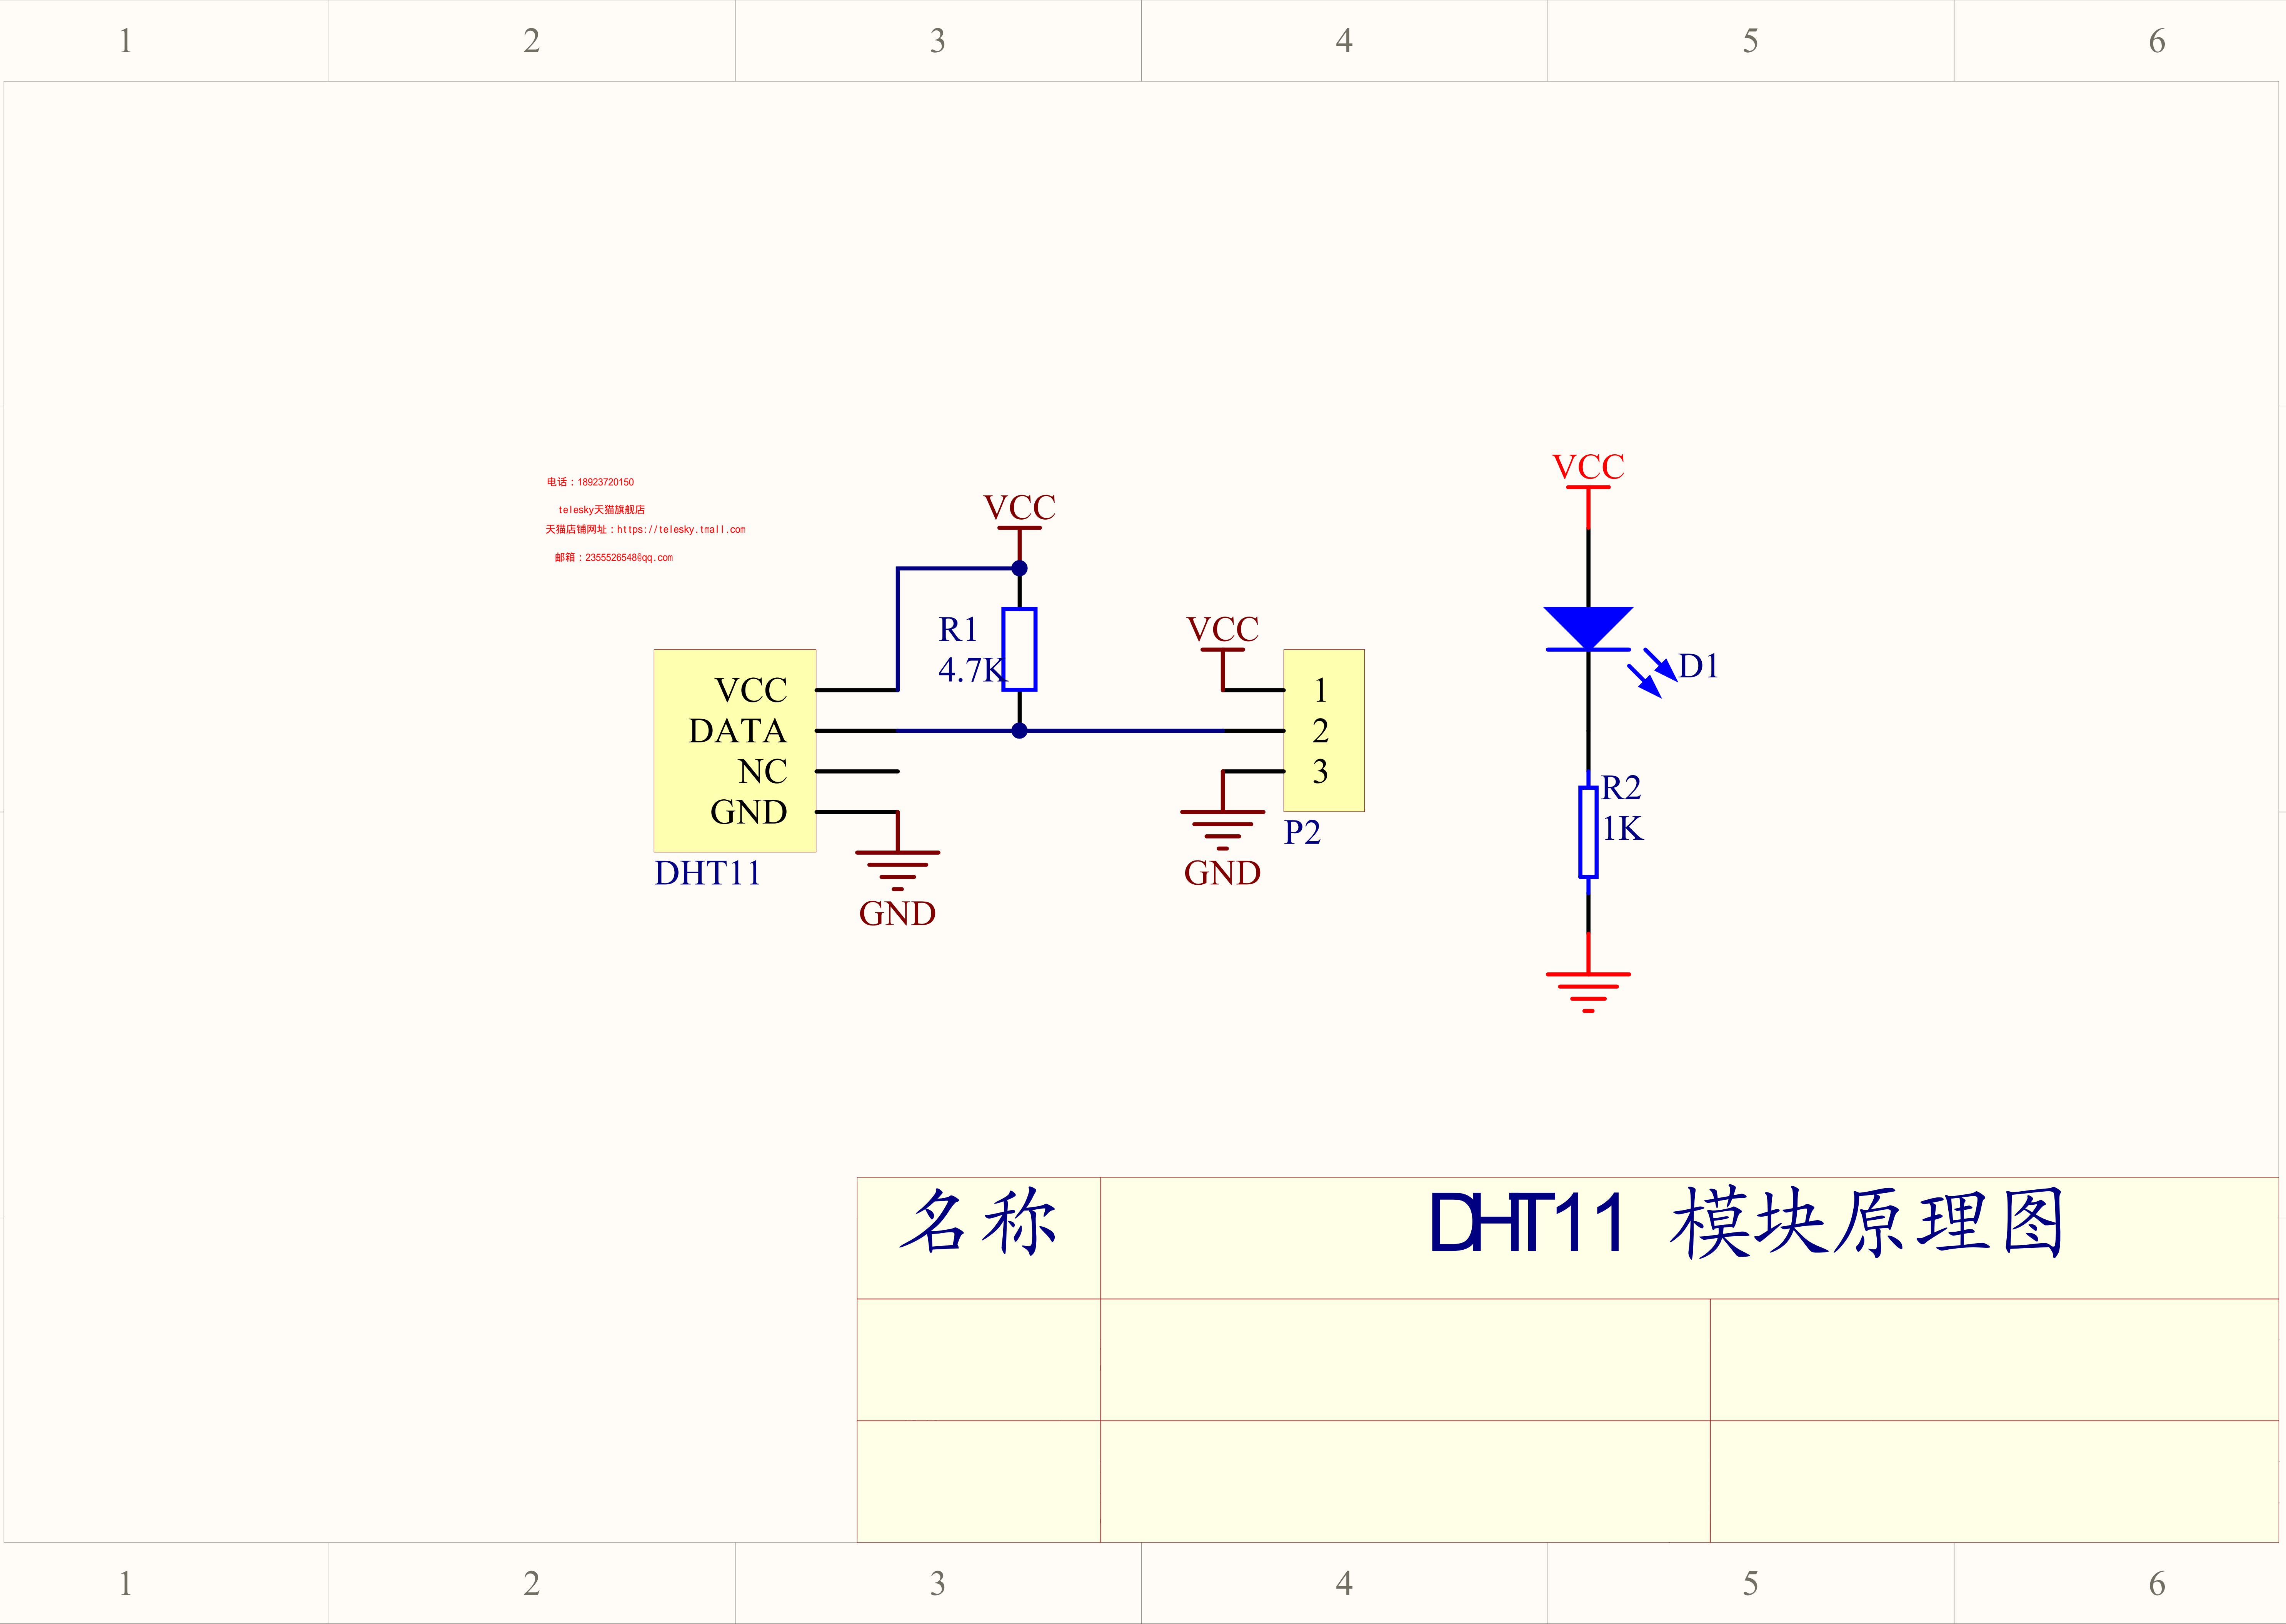 1 2 3 4 5 6
电话：18923720150
telesky天猫旗舰店
天猫店铺网址：https://telesky.tmall.com
邮箱：2355526548@qq.com
VCC
R1
4.7K
VCC
DATA
NC
GND
DHT11
GND
VCC
1
2
3
P2
GND
VCC
D1
R2
1K
名称
DHT11 模块原理图
1 2 3 4 5 6